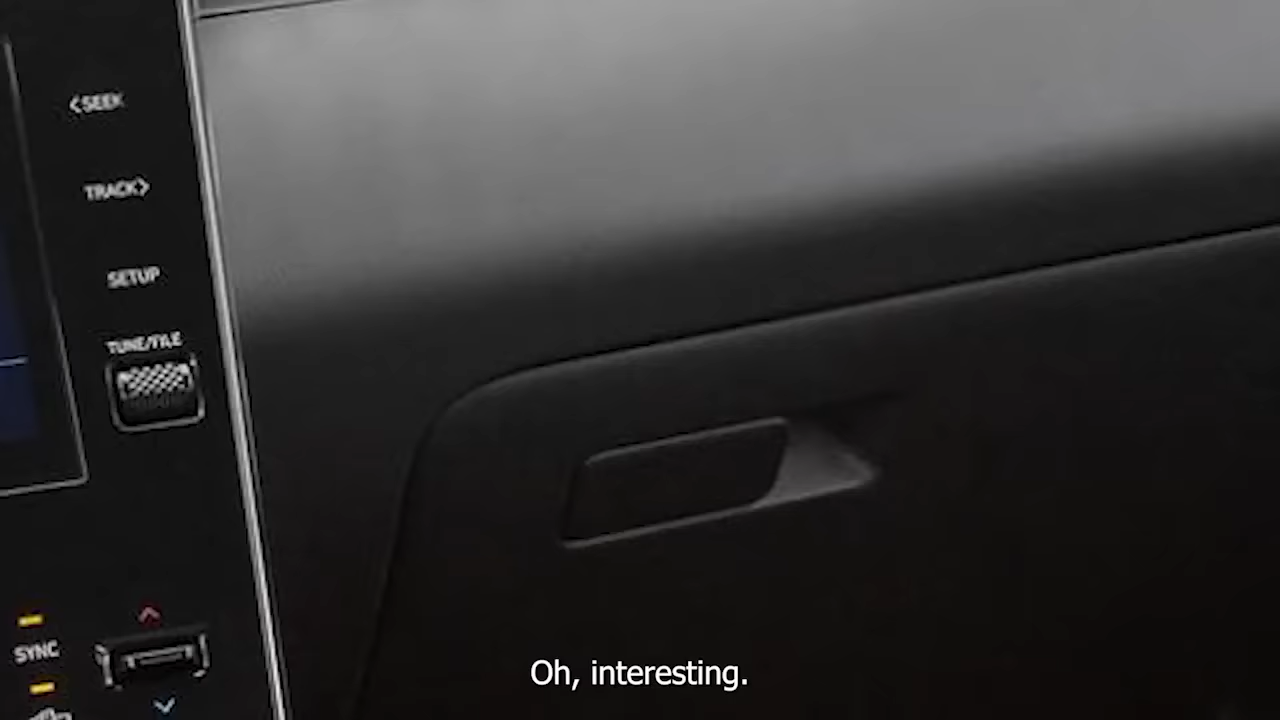 <SEEK
TRACK>
SETUP
TUNE/FILE
SYNC
Oh, interesting.